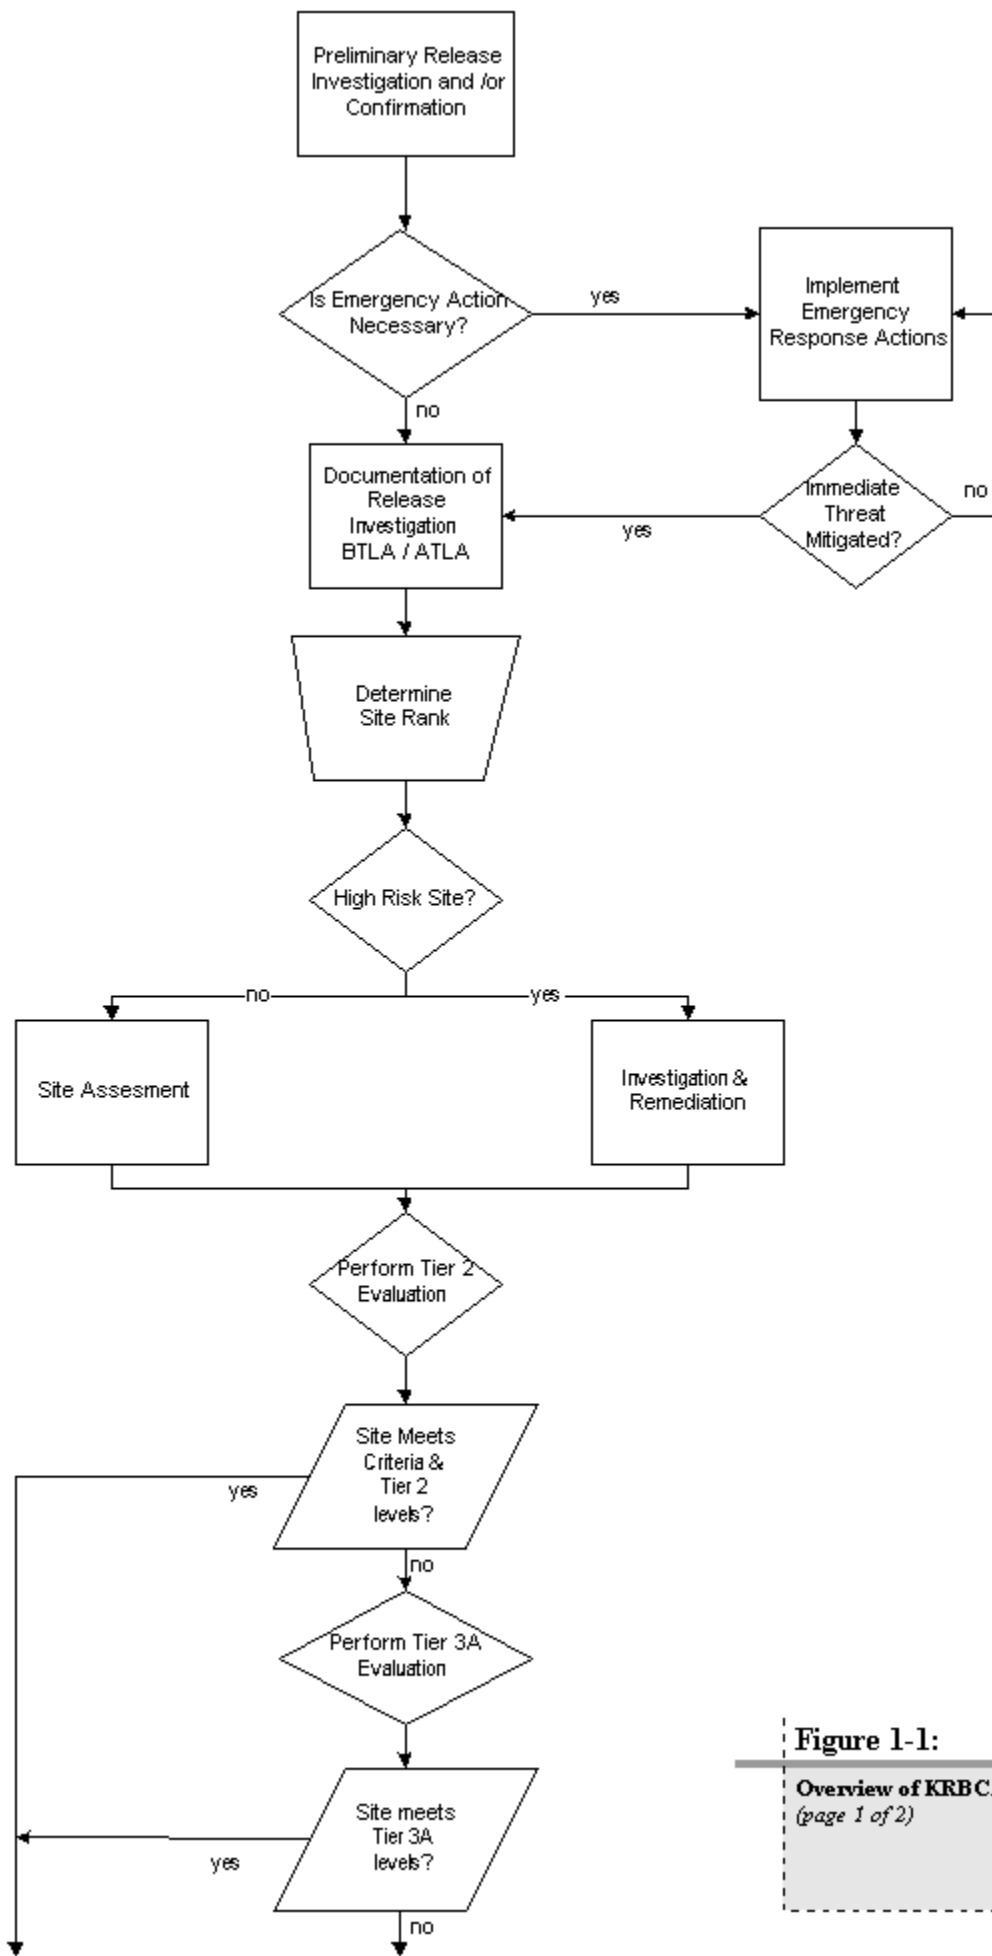 Preliminary Release
Investigation and /or
Confirmation
Is Emergency Action
Necessary?
yes
Implement
Emergency
Response Actions
no
Documentation of
Release
Investigation
BTLA / ATLA
yes
Immediate
Threat
Mitigated?
no
Determine
Site Rank
High Risk Site?
no
yes
Site Assesment
Investigation &
Remediation
Perform Tier 2
Evaluation
Site Meets
Criteria &
Tier 2
levels?
yes
no
Perform Tier 3A
Evaluation
Site meets
Tier 3A
levels?
yes
no
Figure 1-1:
Overview of KRBC
(page 1 of 2)